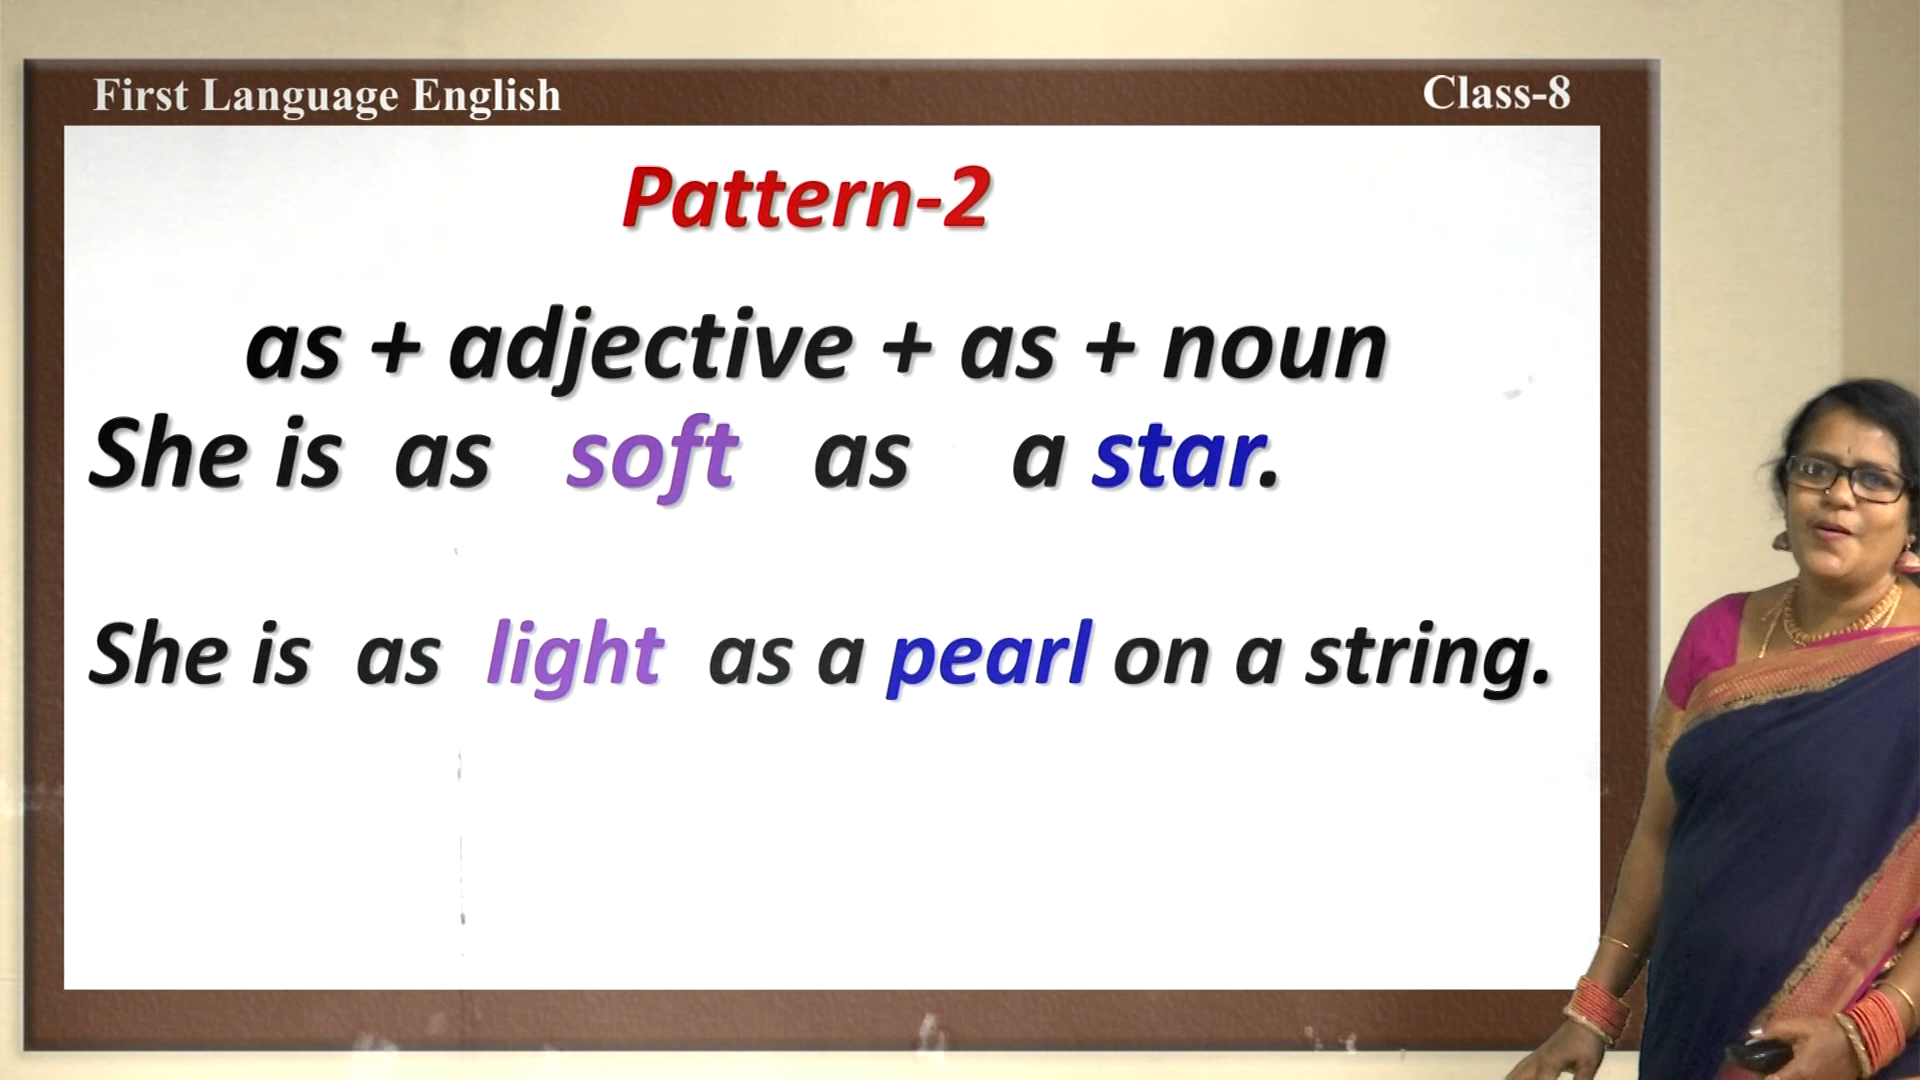 First Language English
Class-8
Pattern-2
as + adjective + as + noun
She is as soft as a star.
She is as light as a pearl on a string.